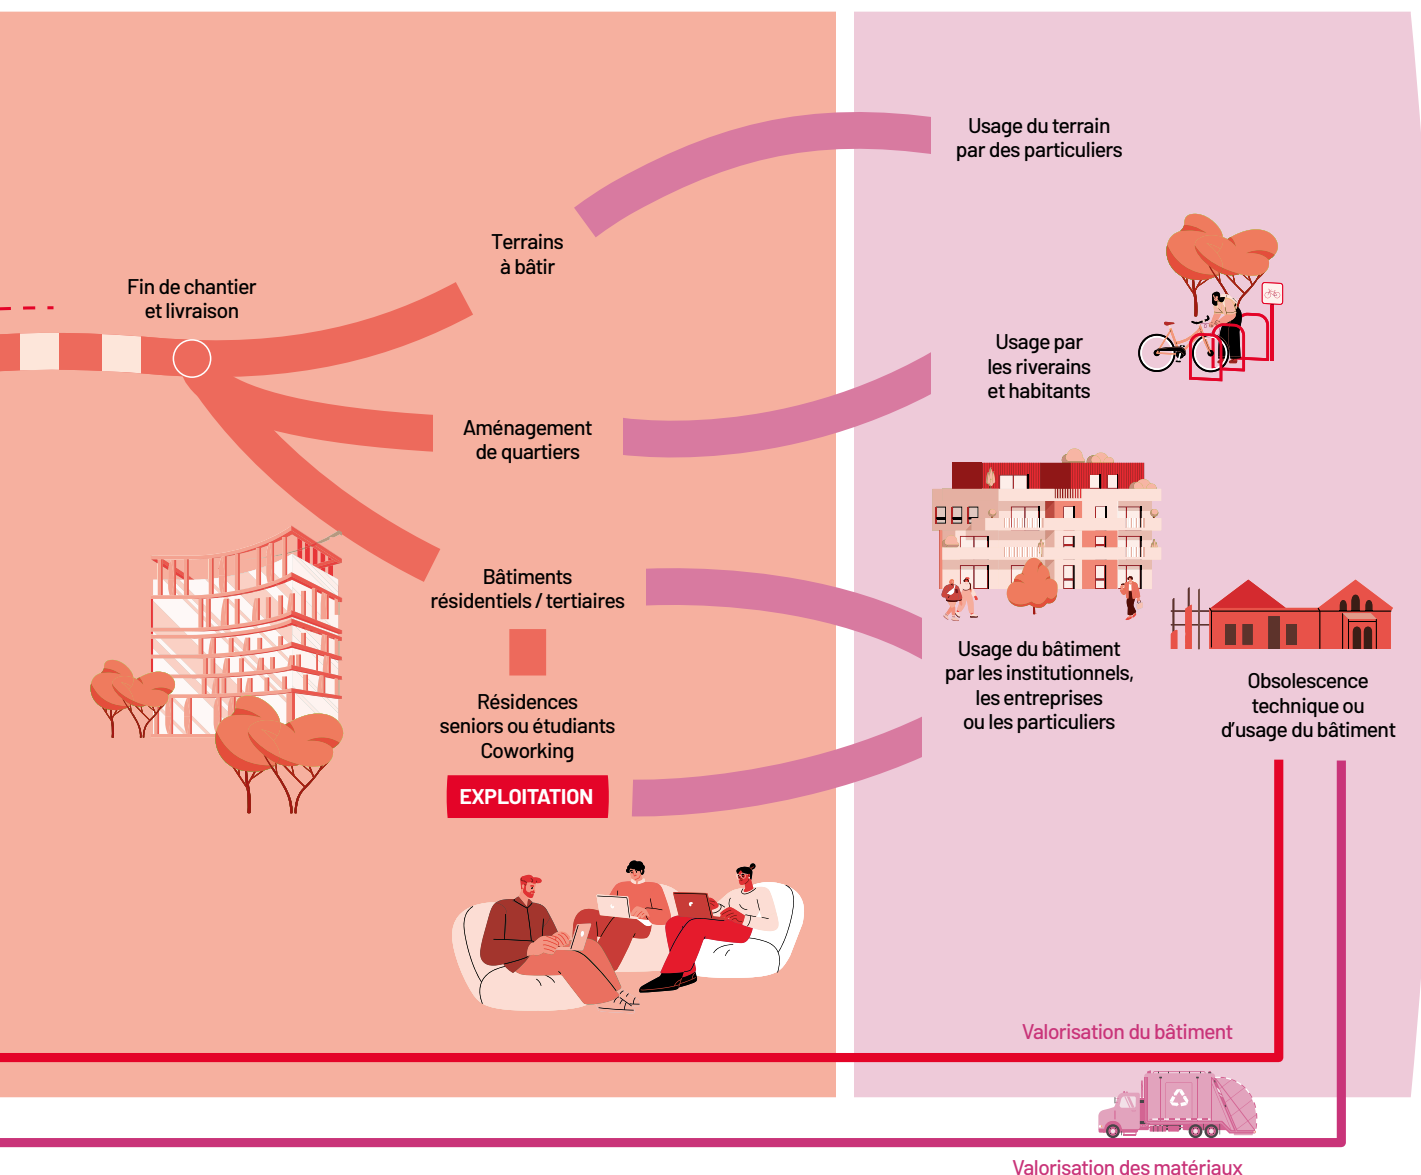 Fin de chantier
et livraison
Terrains
à bâtir
Aménagement
de quartiers
Bâtiments
résidentiels / tertiaires
Résidences
seniors ou étudiants
Coworking
EXPLOITATION
Usage du terrain
par des particuliers
Usage par
les riverains
et habitants
Usage du bâtiment
par les institutionnels,
les entreprises
ou les particuliers
Obsolescence
technique ou
d’usage du bâtiment
Valorisation du bâtiment
Valorisation des matériaux